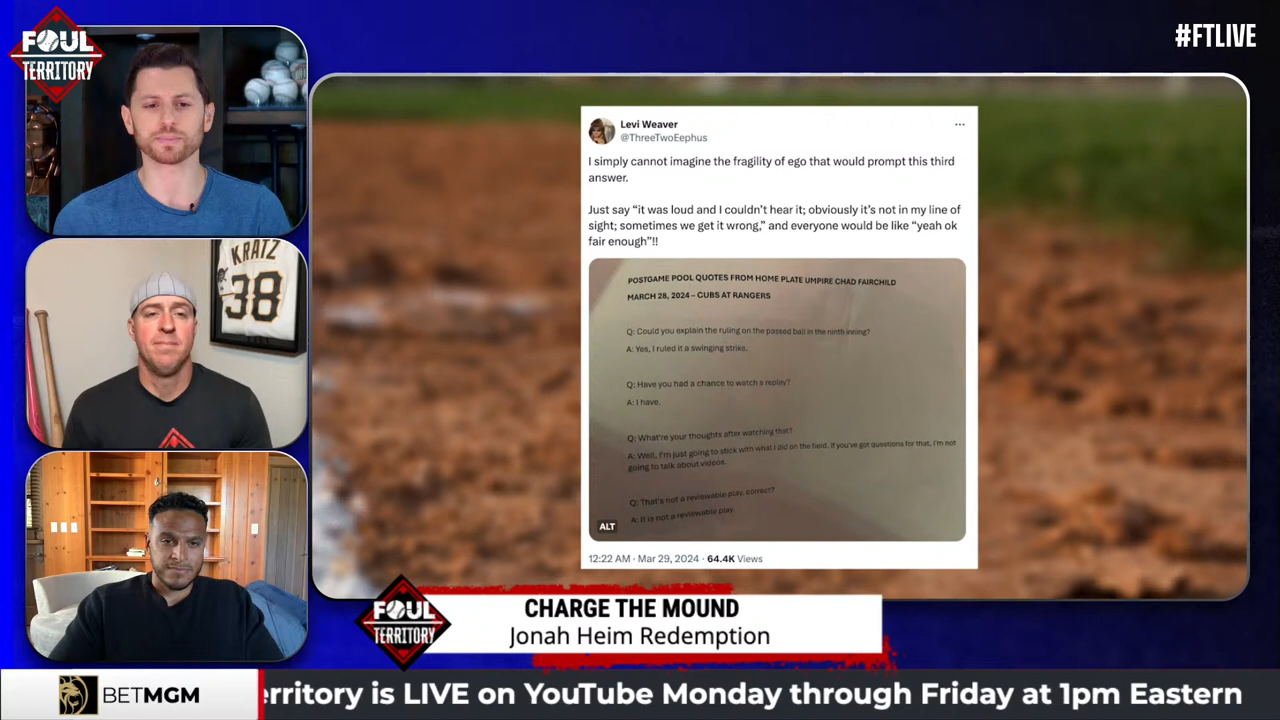 FOUL
TERRITORY
#FTLIVE
KRATZ
38
Levi Weaver
@ThreeTwoEephus
I simply cannot imagine the fragility of ego that would prompt this third
answer.
Just say “it was loud and I couldn’t hear it; obviously it’s not in my line of
sight; sometimes we get it wrong,” and everyone would be like “yeah ok
fair enough”!!
POSTGAME POOL QUOTES FROM HOME PLATE UMPIRE CHAD FAIRCHILD
MARCH 28, 2024 – CUBS AT RANGERS
Q: Could you explain the ruling on the passed ball in the ninth inning?
A: Yes, I ruled it a swinging strike.
Q: Have you had a chance to watch a replay?
A: I have.
Q: What're your thoughts after watching that?
A: Well, I'm just going to stick with what I did on the field. If you've got questions for that, I'm not
going to talk about videos.
Q: That's not a reviewable play, correct?
A: It is not a reviewable play.
ALT
12:22 AM · Mar 29, 2024 · 64.4K Views
FOUL
TERRITORY
CHARGE THE MOUND
Jonah Heim Redemption
BETMGM
erritory is LIVE on YouTube Monday through Friday at 1pm Eastern